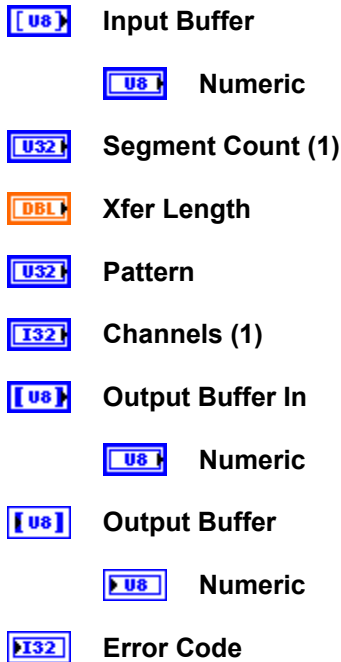 [U8] Input Buffer
U8 Numeric
U32 Segment Count (1)
DBL Xfer Length
U32 Pattern
I32 Channels (1)
[U8] Output Buffer In
U8 Numeric
[U8] Output Buffer
U8 Numeric
I32 Error Code